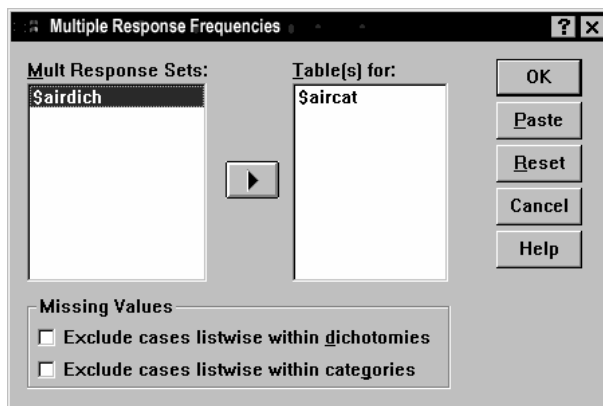 Multiple Response Frequencies
? ×
Mult Response Sets:
$airdich
Table(s) for:
$aircat
OK
Paste
Reset
Cancel
Help
Missing Values
Exclude cases listwise within dichotomies
Exclude cases listwise within categories